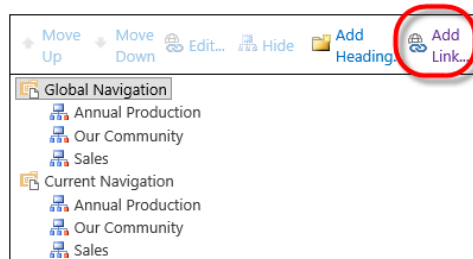 Move Up
Move Down
Edit...
Hide
Add Heading...
Add Link...
Global Navigation
Annual Production
Our Community
Sales
Current Navigation
Annual Production
Our Community
Sales